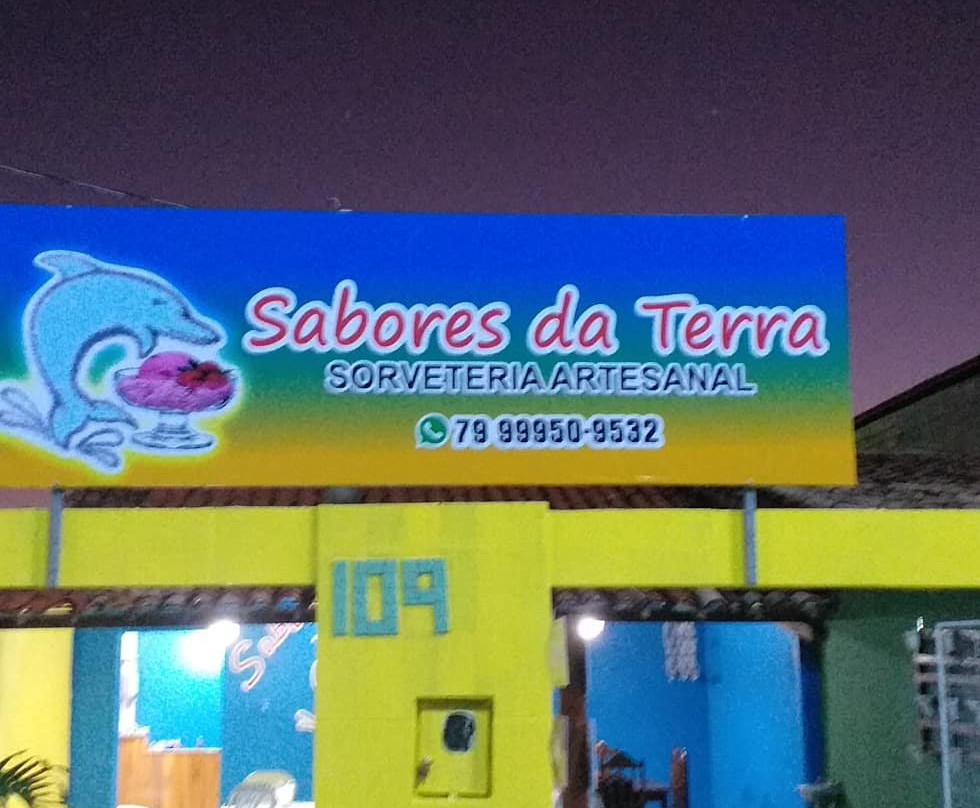 Sabores da Terra
SORVETERIA ARTESANAL
79 99950-9532
109